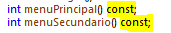 int menuPrincipal() const;
int menuSecundario() const;